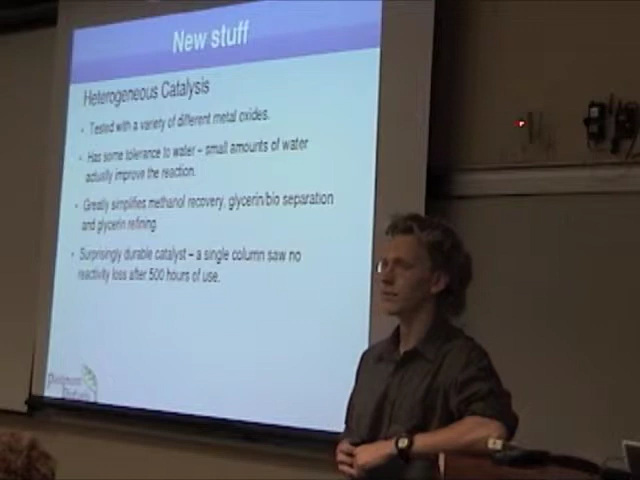 New stuff
Heterogeneous Catalysis
• Tested with a variety of different metal oxides.
• Has some tolerance to water – small amounts of water
actually improve the reaction.
• Greatly simplifies methanol recovery, glycerin/bio separation
and glycerin refining
• Surprisingly durable catalyst – a single column saw no
reactivity loss after 500 hours of use.
Piedmont
Biofuels